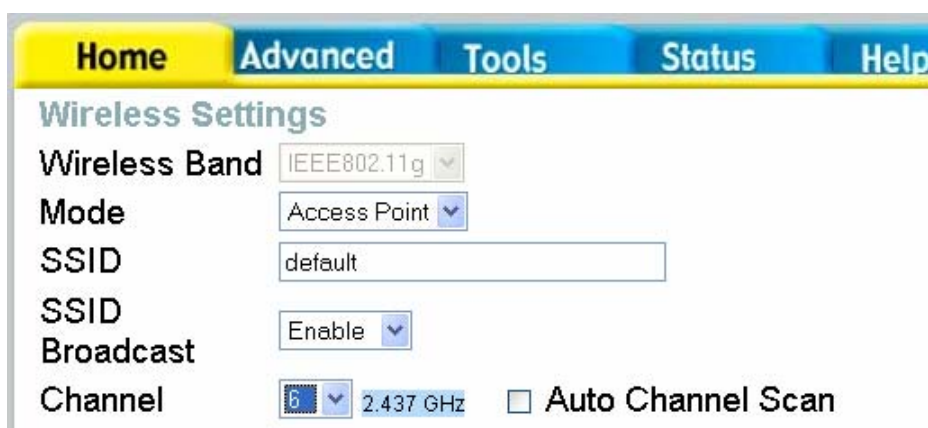 Home Advanced Tools Status Help
Wireless Settings
Wireless Band IEEE802.11g
Mode Access Point
SSID default
SSID Broadcast Enable
Channel 6 2.437 GHz Auto Channel Scan